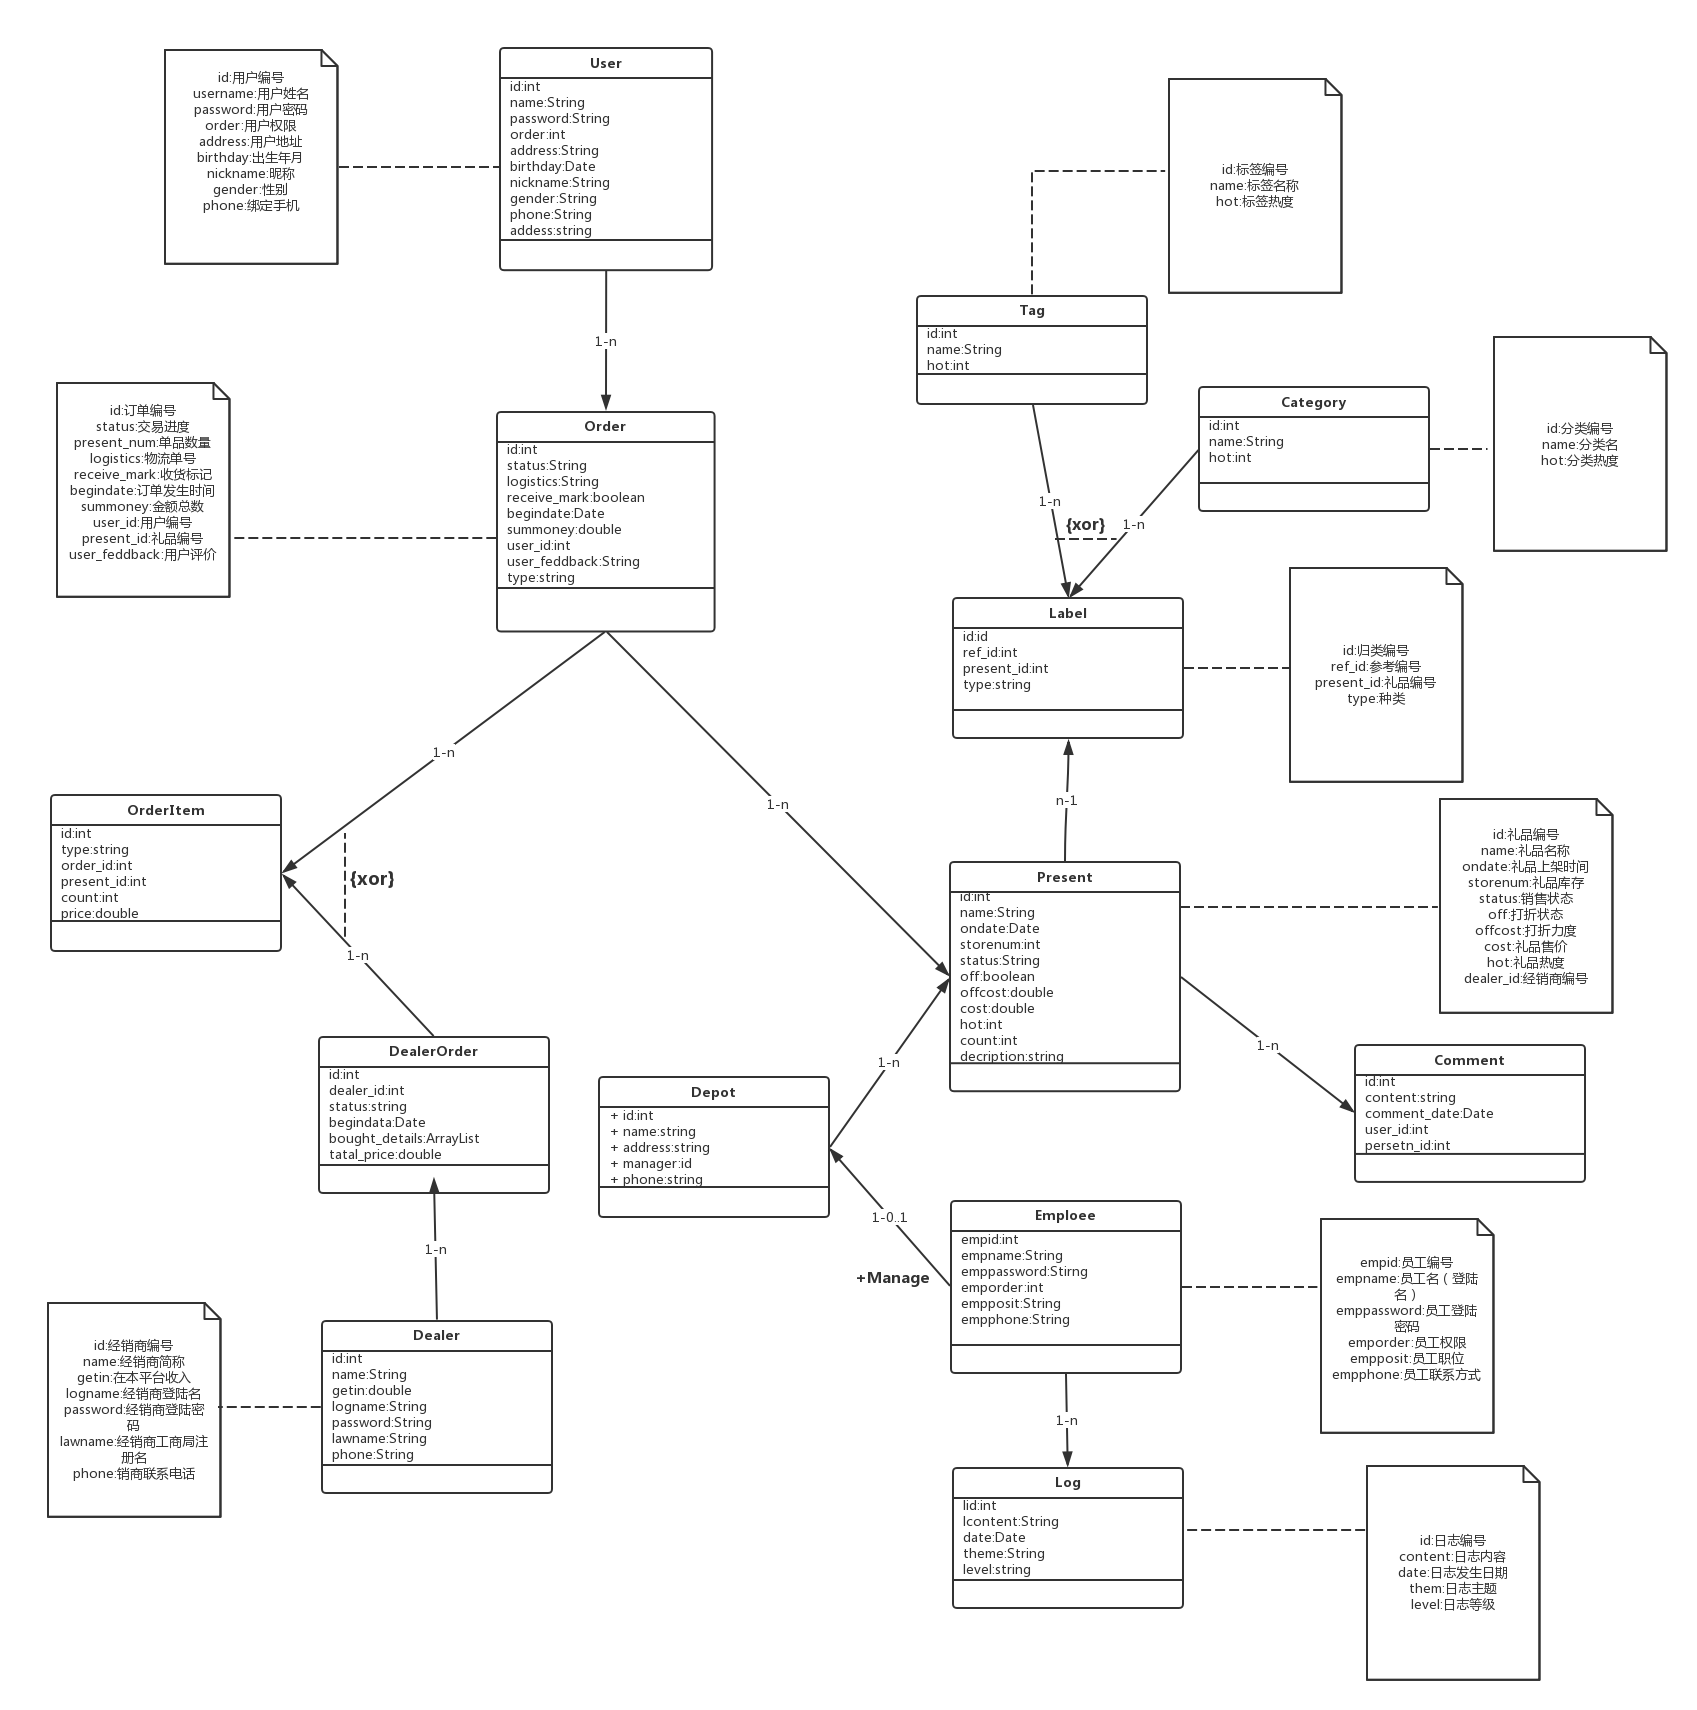 id:用户编号
username:用户姓名
password:用户密码
order:用户权限
address:用户地址
birthday:出生年月
nickname:昵称
gender:性别
phone:绑定手机
User
id:int
name:String
password:String
order:int
address:String
birthday:Date
nickname:String
gender:String
phone:String
addess:string
id:标签编号
name:标签名称
hot:标签热度
1-n
Tag
id:int
name:String
hot:int
id:分类编号
name:分类名
hot:分类热度
Category
id:int
name:String
hot:int
id:订单编号
status:交易进度
present_num:单品数量
logistics:物流单号
receive_mark:收货标记
begindate:订单发生时间
summoney:金额总数
user_id:用户编号
present_id:礼品编号
user_feddback:用户评价
Order
id:int
status:String
logistics:String
receive_mark:boolean
begindate:Date
summoney:double
user_id:int
user_feddback:String
type:string
1-n
{xor}
1-n
Label
id:id
ref_id:int
present_id:int
type:string
id:归类编号
ref_id:参考编号
present_id:礼品编号
type:种类
1-n
1-n
n-1
OrderItem
id:int
type:string
order_id:int
present_id:int
count:int
price:double
{xor}
1-n
Present
id:int
name:String
ondate:Date
storenum:int
status:String
off:boolean
offcost:double
cost:double
hot:int
count:int
decription:string
id:礼品编号
name:礼品名称
ondate:礼品上架时间
storenum:礼品库存
status:销售状态
off:打折状态
offcost:打折力度
cost:礼品售价
hot:礼品热度
dealer_id:经销商编号
DealerOrder
id:int
dealer_id:int
status:string
begindata:Date
bought_details:ArrayList
tatal_price:double
1-n
1-n
Depot
+ id:int
+ name:string
+ address:string
+ manager:id
+ phone:string
Comment
id:int
content:string
comment_date:Date
user_id:int
persetn_id:int
1-n
1-0..1
+Manage
Emploee
empid:int
empname:String
emppassword:Stirng
emporder:int
empposit:String
empphone:String
empid:员工编号
empname:员工名（登陆
名）
emppassword:员工登陆
密码
emporder:员工权限
empposit:员工职位
empphone:员工联系方式
id:经销商编号
name:经销商简称
getin:在本平台收入
logname:经销商登陆名
password:经销商登陆密
码
lawname:经销商工商局注
册名
phone:销商联系电话
Dealer
id:int
name:String
getin:double
logname:String
password:String
lawname:String
phone:String
1-n
Log
lid:int
lcontent:String
date:Date
theme:String
level:string
id:日志编号
content:日志内容
date:日志发生日期
them:日志主题
level:日志等级